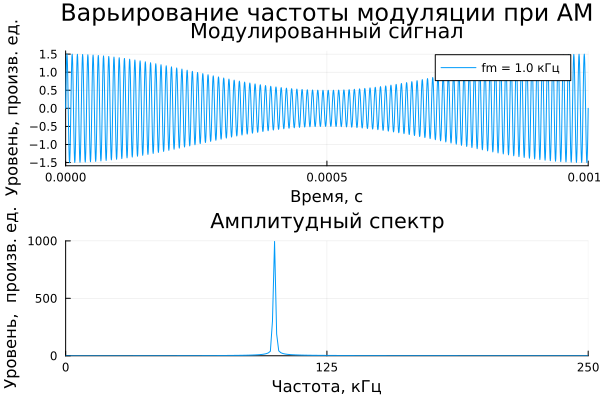 Варьирование частоты модуляции при АМ
Модулированный сигнал
Уровень, произв. ед.
1.5
1.0
0.5
0.0
−0.5
−1.0
−1.5
fm = 1.0 кГц
0.0000
0.0005
0.001
Время, с
Амплитудный спектр
Уровень, произв. ед.
1000
500
0
0
125
250
Частота, кГц